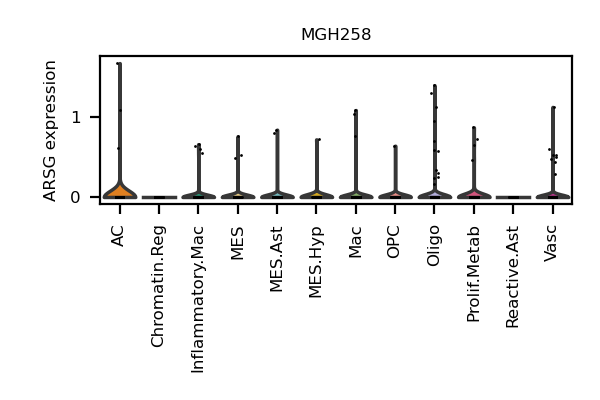 MGH258
ARSG expression
1
0
AC
Chromatin.Reg
Inflammatory.Mac
MES
MES.Ast
MES.Hyp
Mac
OPC
Oligo
Prolif.Metab
Reactive.Ast
Vasc